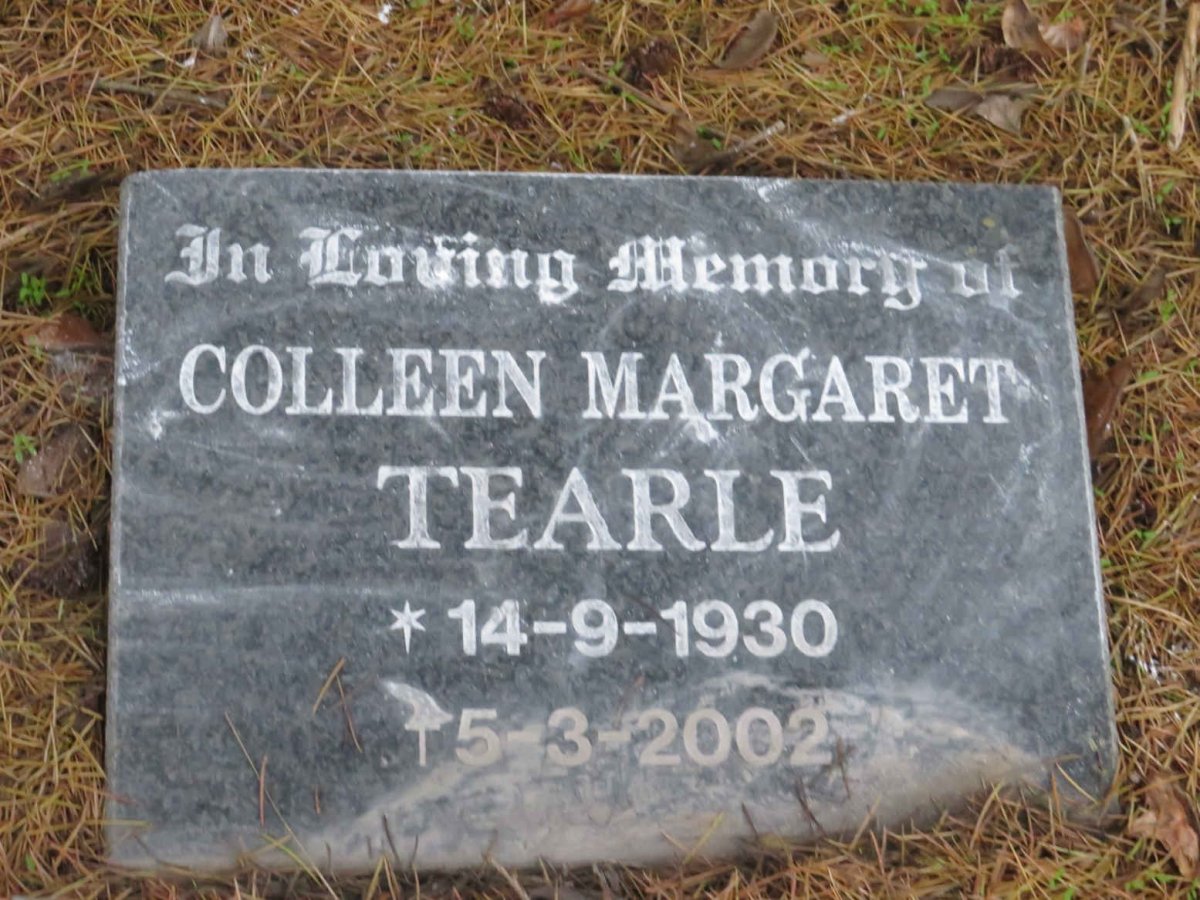 In Loving Memory of
COLLEEN MARGARET
TEARLE
* 14-9-1930
† 5-3-2002